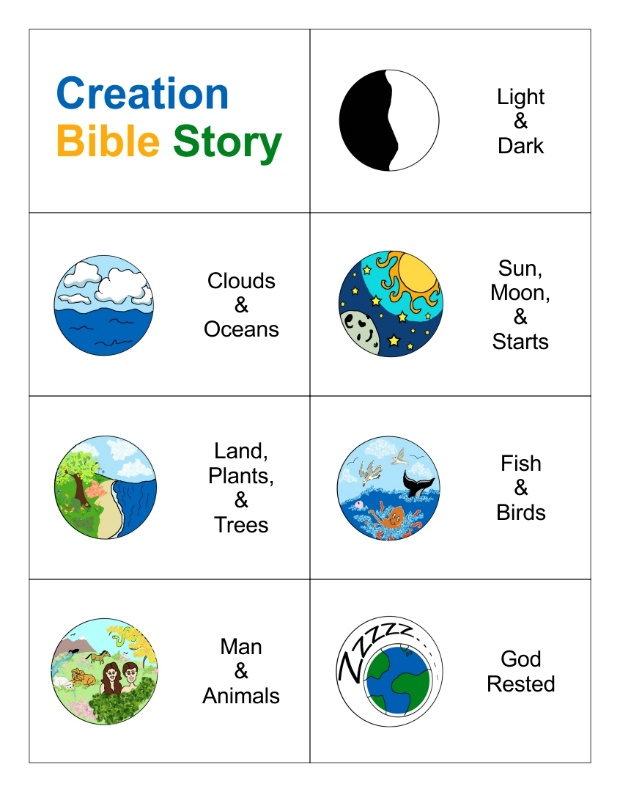 Creation
Bible Story
Light
&
Dark
Clouds
&
Oceans
Sun,
Moon,
&
Starts
Land,
Plants,
&
Trees
Fish
&
Birds
Man
&
Animals
Zzzzz...
God
Rested